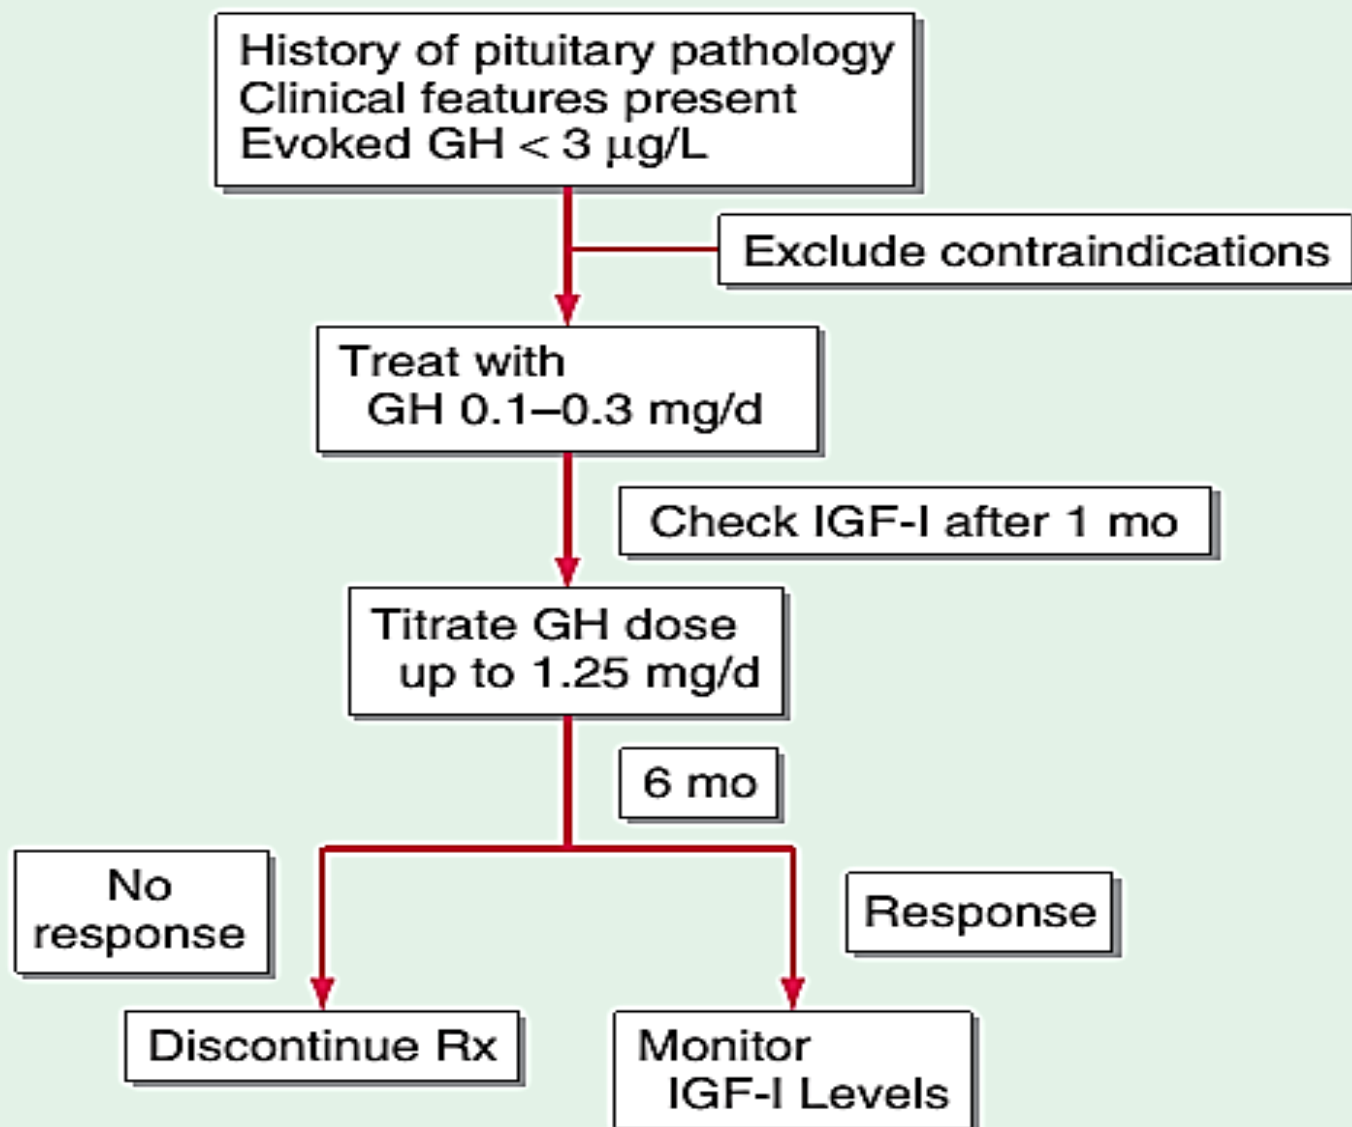 History of pituitary pathology
Clinical features present
Evoked GH < 3 μg/L
Exclude contraindications
Treat with
GH 0.1–0.3 mg/d
Check IGF-I after 1 mo
Titrate GH dose
up to 1.25 mg/d
6 mo
No
response
Response
Discontinue Rx
Monitor
IGF-I Levels